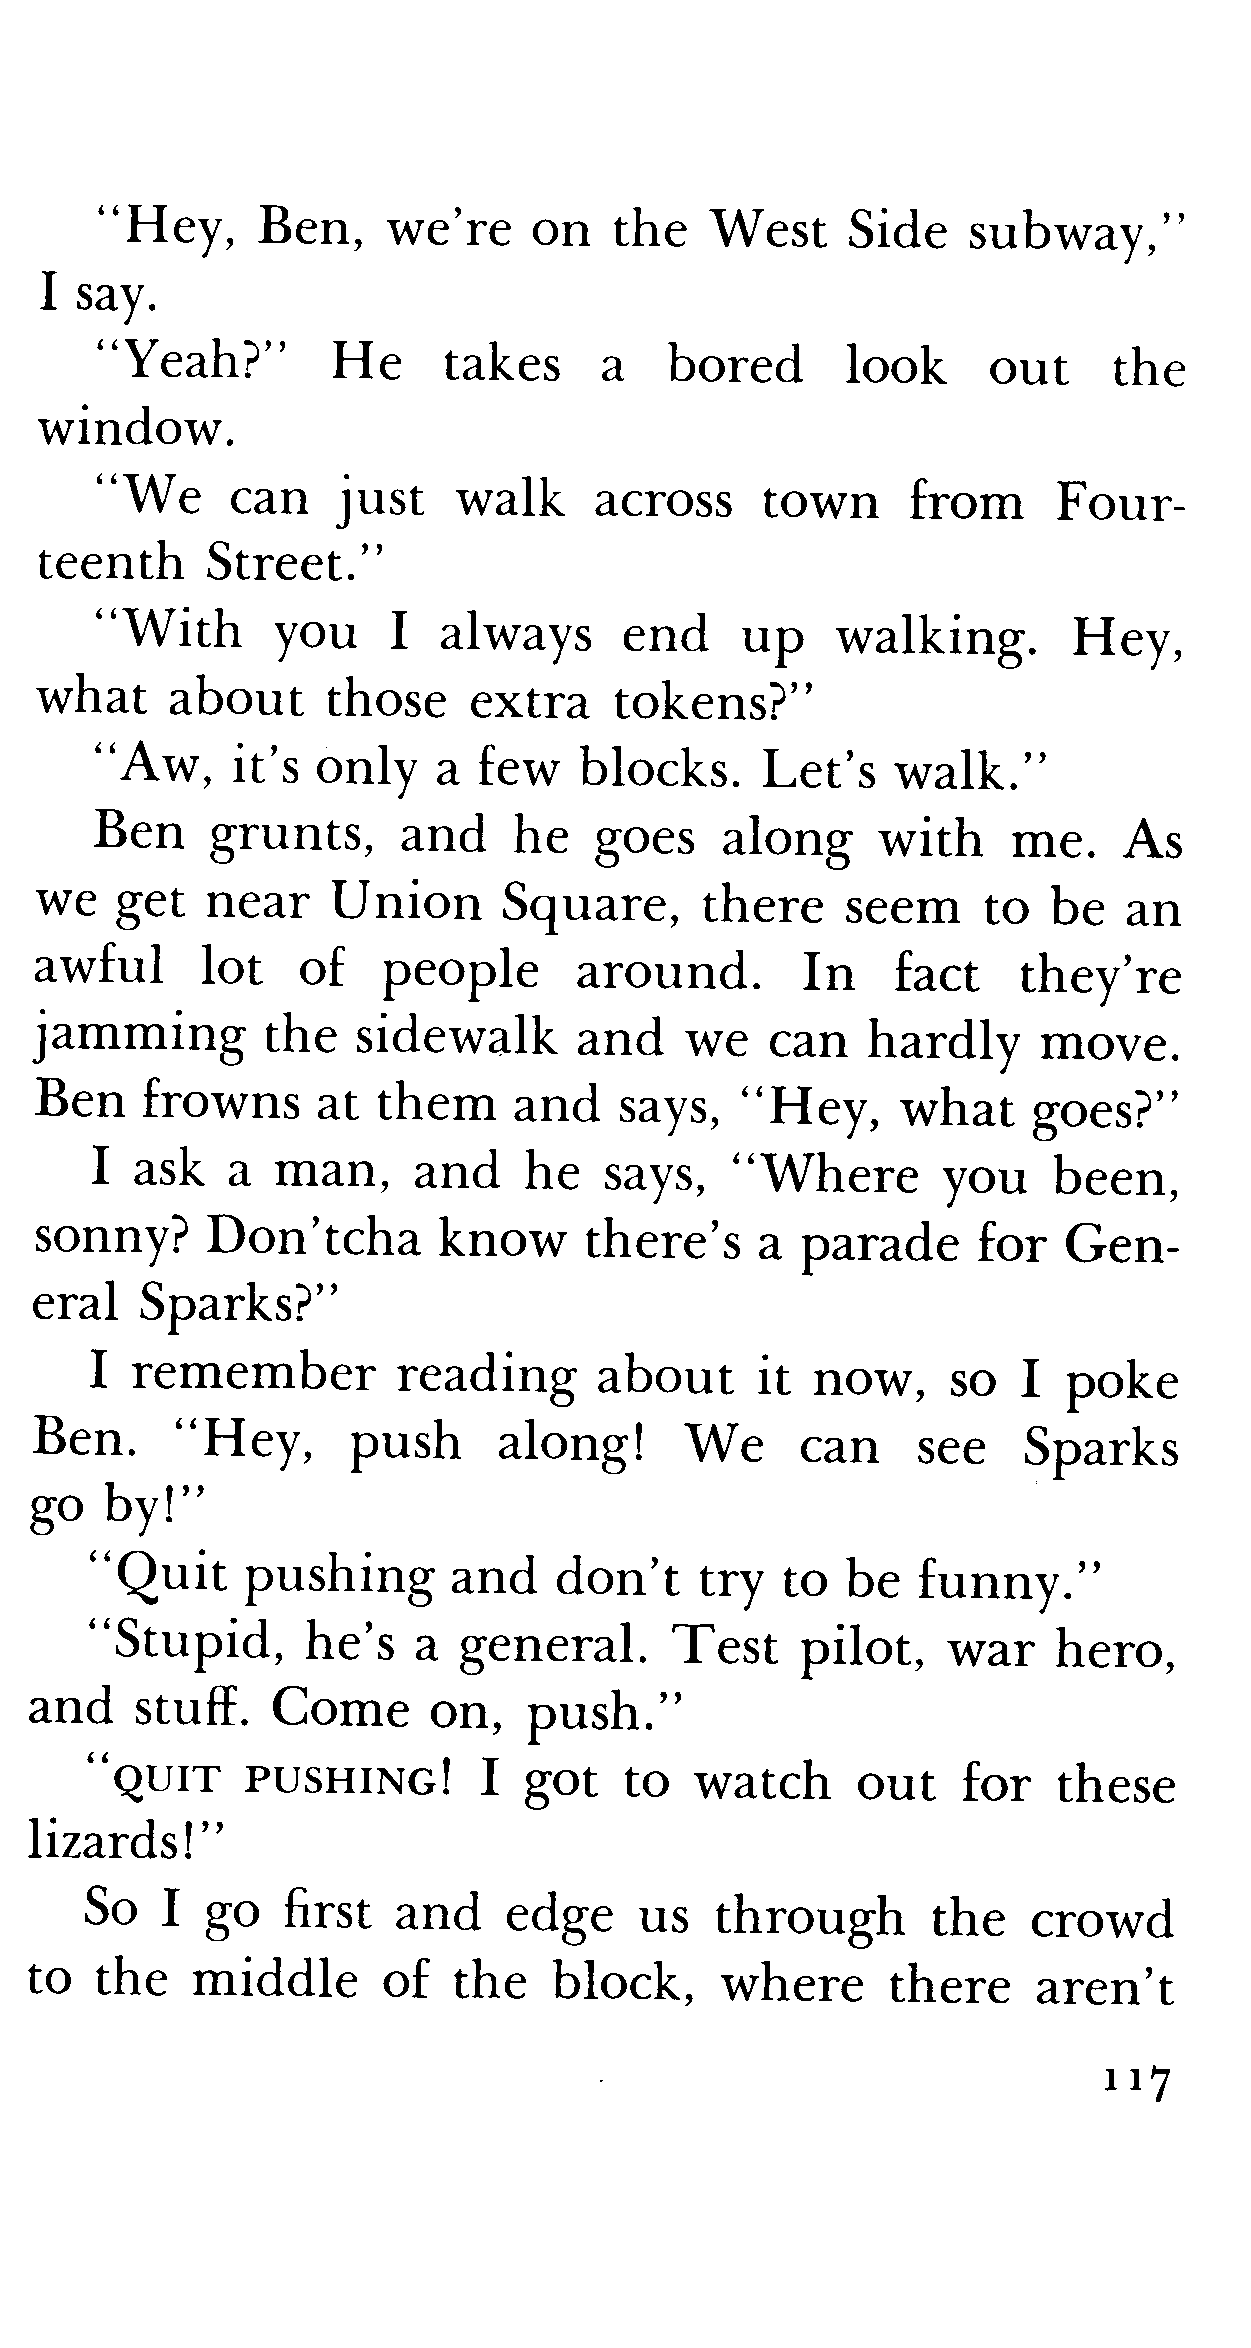 “Hey, Ben, we’re on the West Side subway,”
I say.
“Yeah?” He takes a bored look out the
window.
“We can just walk across town from Four-
teenth Street.”
“With you I always end up walking. Hey,
what about those extra tokens?”
“Aw, it’s only a few blocks. Let’s walk.”
Ben grunts, and he goes along with me. As
we get near Union Square, there seem to be an
awful lot of people around. In fact they’re
jamming the sidewalk and we can hardly move.
Ben frowns at them and says, “Hey, what goes?”
I ask a man, and he says, “Where you been,
sonny? Don’tcha know there’s a parade for Gen-
eral Sparks?”
I remember reading about it now, so I poke
Ben. “Hey, push along! We can see Sparks
go by!”
“Quit pushing and don’t try to be funny.”
“Stupid, he’s a general. Test pilot, war hero,
and stuff. Come on, push.”
“QUIT PUSHING! I got to watch out for these
lizards!”
So I go first and edge us through the crowd
to the middle of the block, where there aren’t
117